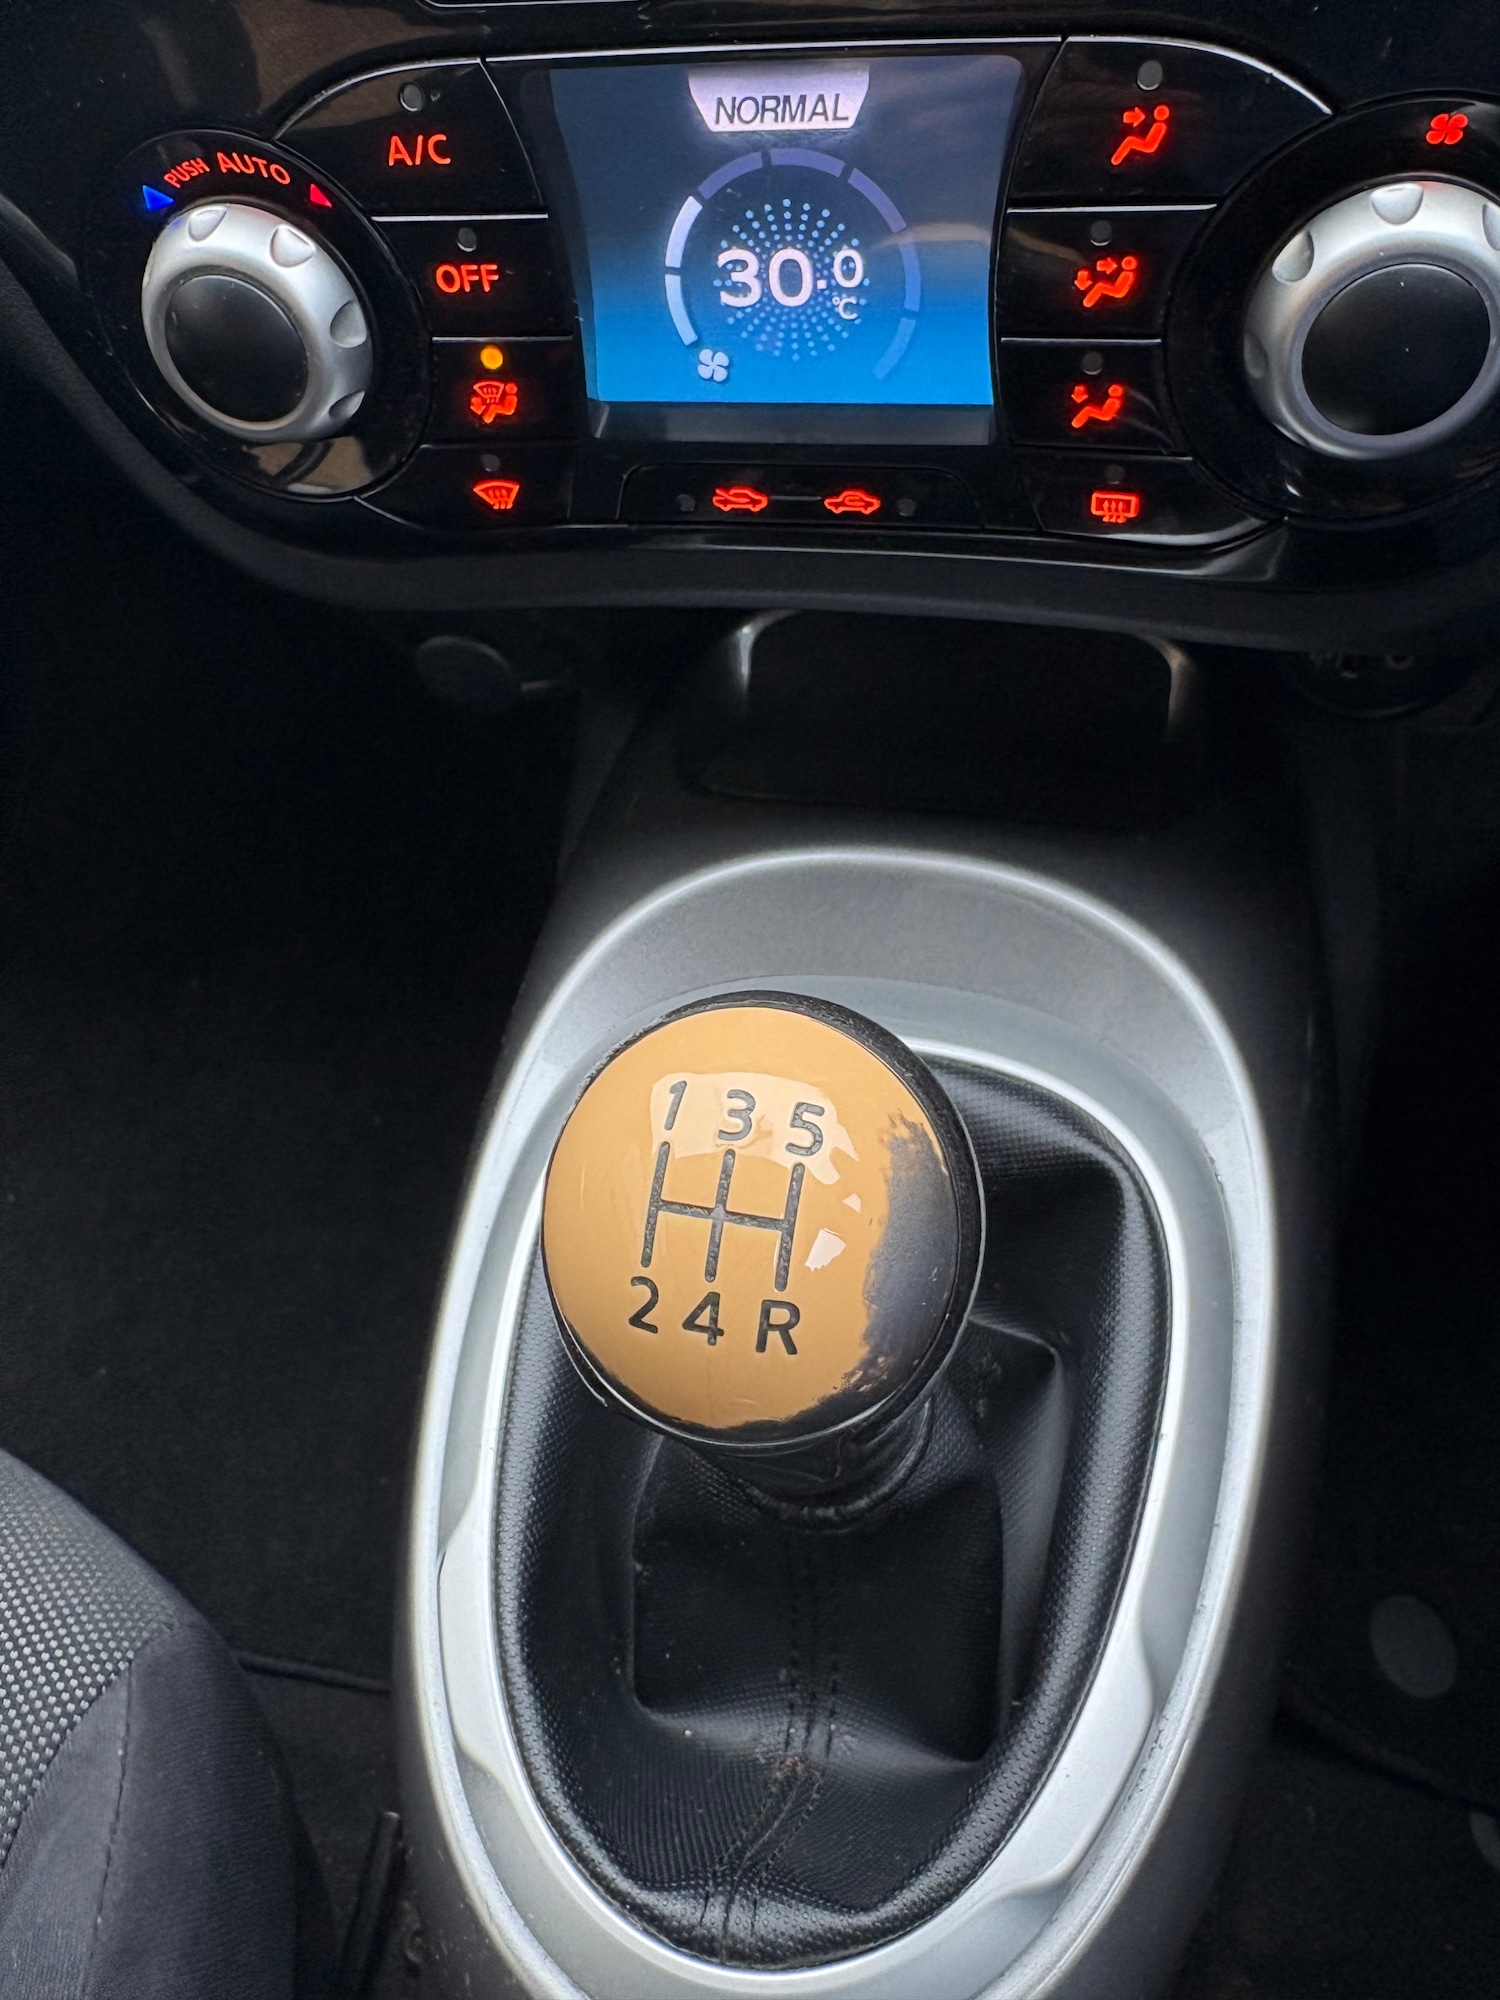 NORMAL
PUSH AUTO
A/C
OFF
30.0
°C
1 3 5
2 4 R